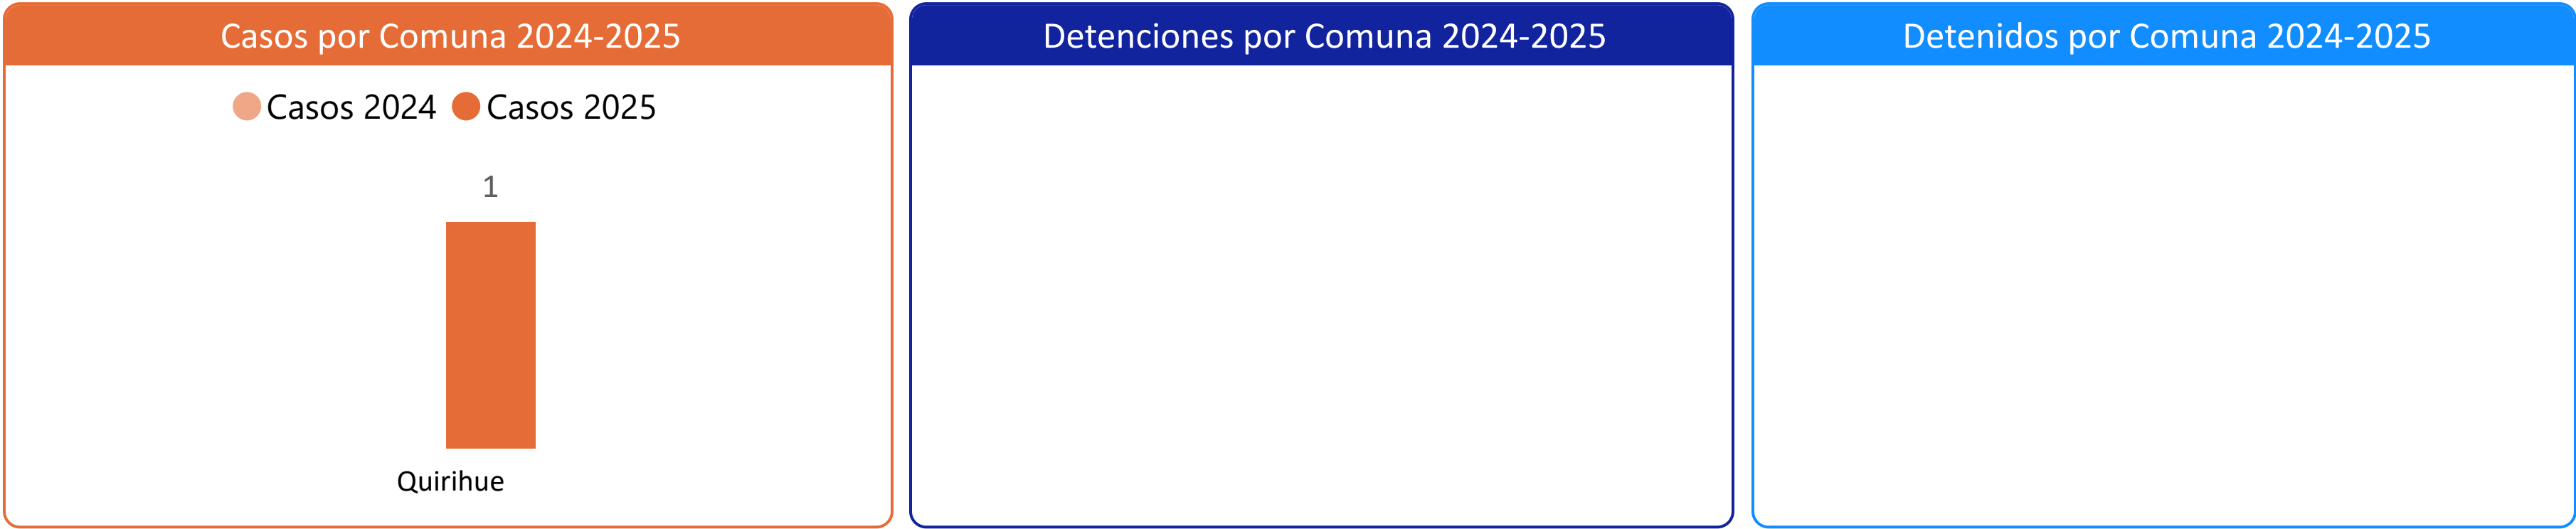 Casos por Comuna 2024-2025
Casos 2024 Casos 2025
1
Quirihue
Detenciones por Comuna 2024-2025
Detenidos por Comuna 2024-2025